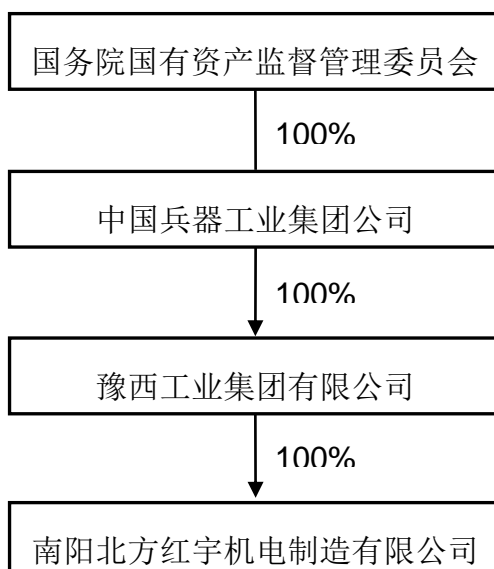 国务院国有资产监督管理委员会
100%
中国兵器工业集团公司
100%
豫西工业集团有限公司
100%
南阳北方红宇机电制造有限公司